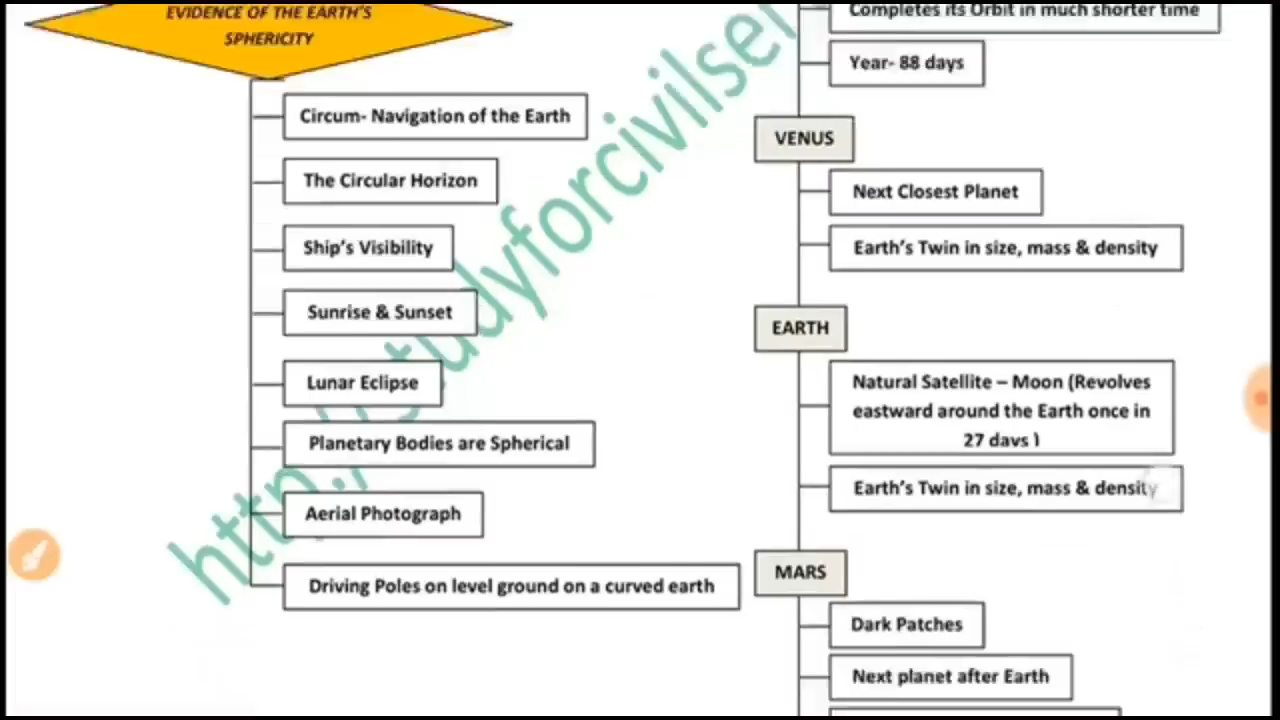 EVIDENCE OF THE EARTH'S
SPHERICITY
Circum- Navigation of the Earth
The Circular Horizon
Ship's Visibility
Sunrise & Sunset
Lunar Eclipse
Planetary Bodies are Spherical
Aerial Photograph
Driving Poles on level ground on a curved earth
Completes its Orbit in much shorter time
Year- 88 days
VENUS
Next Closest Planet
Earth's Twin in size, mass & density
EARTH
Natural Satellite – Moon (Revolves
eastward around the Earth once in
27 days )
Earth's Twin in size, mass & density
MARS
Dark Patches
Next planet after Earth